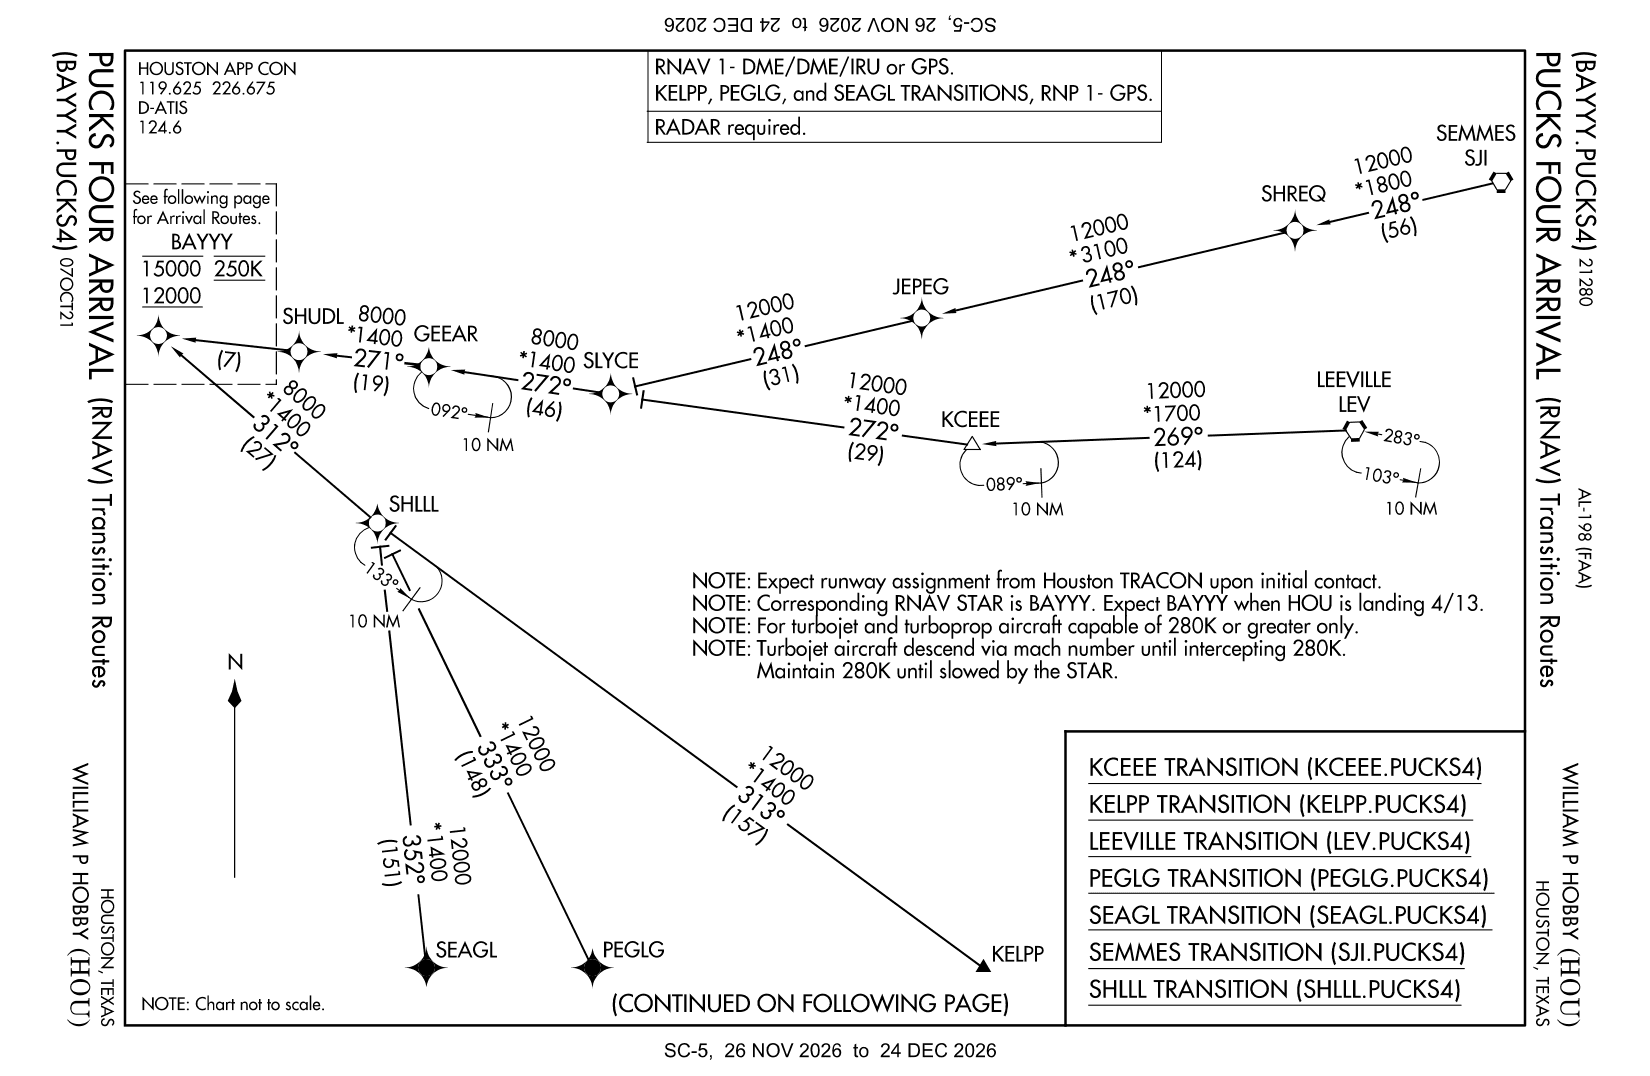 SC-5, 26 NOV 2026 to 24 DEC 2026
(BAYYY.PUCKS4) 07OCT21
PUCKS FOUR ARRIVAL (RNAV) Transition Routes
WILLIAM P HOBBY (HOU)
HOUSTON, TEXAS
HOUSTON APP CON
119.625 226.675
D-ATIS
124.6
RNAV 1- DME/DME/IRU or GPS.
KELPP, PEGLG, and SEAGL TRANSITIONS, RNP 1- GPS.
RADAR required.
See following page
for Arrival Routes.
BAYYY
15000 250K
12000
(7)
SHUDL
8000
*1400
271°
(19)
GEEAR
092°
10 NM
8000
*1400
272°
(46)
SLYCE
12000
*1400
248°
(31)
JEPEG
12000
*3100
248°
(170)
SHREQ
12000
*1800
248°
(56)
SEMMES
SJI
12000
*1400
272°
(29)
KCEEE
089°
10 NM
12000
*1700
269°
(124)
LEEVILLE
LEV
283°
103°
10 NM
8000
*1400
312°
(27)
SHLLL
133°
10 NM
12000
*1400
352°
(151)
SEAGL
12000
*1400
333°
(148)
PEGLG
12000
*1400
313°
(157)
KELPP
NOTE: Expect runway assignment from Houston TRACON upon initial contact.
NOTE: Corresponding RNAV STAR is BAYYY. Expect BAYYY when HOU is landing 4/13.
NOTE: For turbojet and turboprop aircraft capable of 280K or greater only.
NOTE: Turbojet aircraft descend via mach number until intercepting 280K.
Maintain 280K until slowed by the STAR.
N
KCEEE TRANSITION (KCEEE.PUCKS4)
KELPP TRANSITION (KELPP.PUCKS4)
LEEVILLE TRANSITION (LEV.PUCKS4)
PEGLG TRANSITION (PEGLG.PUCKS4)
SEAGL TRANSITION (SEAGL.PUCKS4)
SEMMES TRANSITION (SJI.PUCKS4)
SHLLL TRANSITION (SHLLL.PUCKS4)
NOTE: Chart not to scale.
(CONTINUED ON FOLLOWING PAGE)
(BAYYY.PUCKS4) 21280
PUCKS FOUR ARRIVAL (RNAV) Transition Routes
AL-198 (FAA)
WILLIAM P HOBBY (HOU)
HOUSTON, TEXAS
SC-5, 26 NOV 2026 to 24 DEC 2026